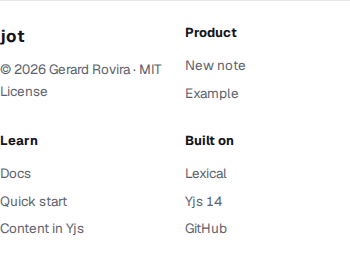 jot
© 2026 Gerard Rovira · MIT
License
Product
New note
Example
Learn
Docs
Quick start
Content in Yjs
Built on
Lexical
Yjs 14
GitHub